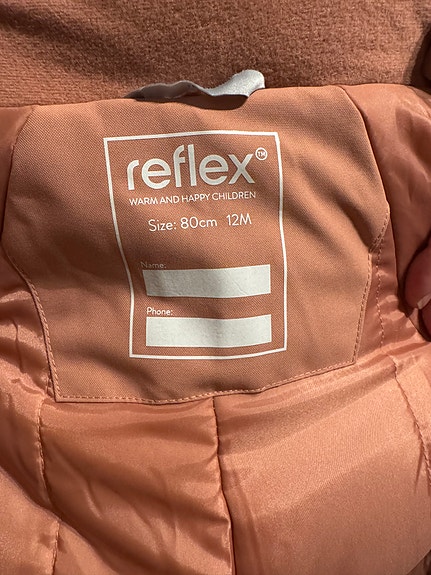 reflex™
WARM AND HAPPY CHILDREN
Size: 80cm 12M
Name:
Phone: